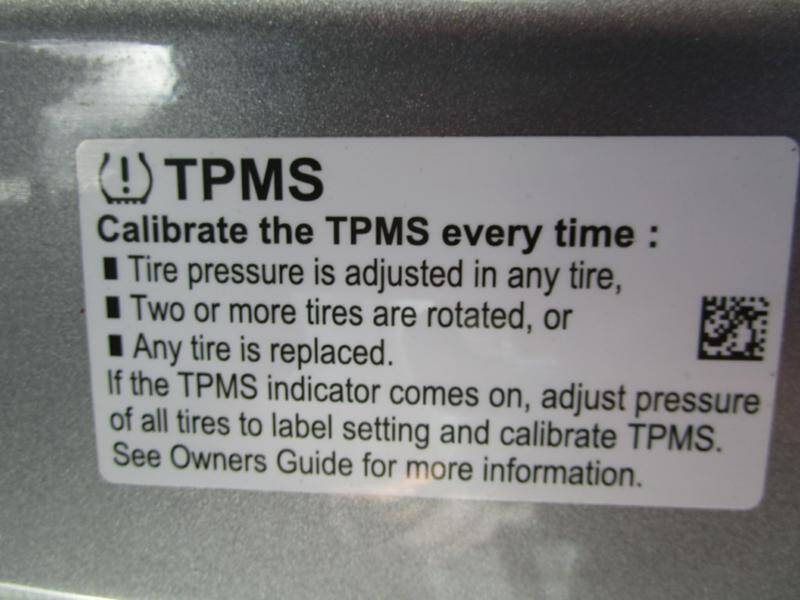 TPMS
Calibrate the TPMS every time :
Tire pressure is adjusted in any tire,
Two or more tires are rotated, or
Any tire is replaced.
If the TPMS indicator comes on, adjust pressure
of all tires to label setting and calibrate TPMS.
See Owners Guide for more information.